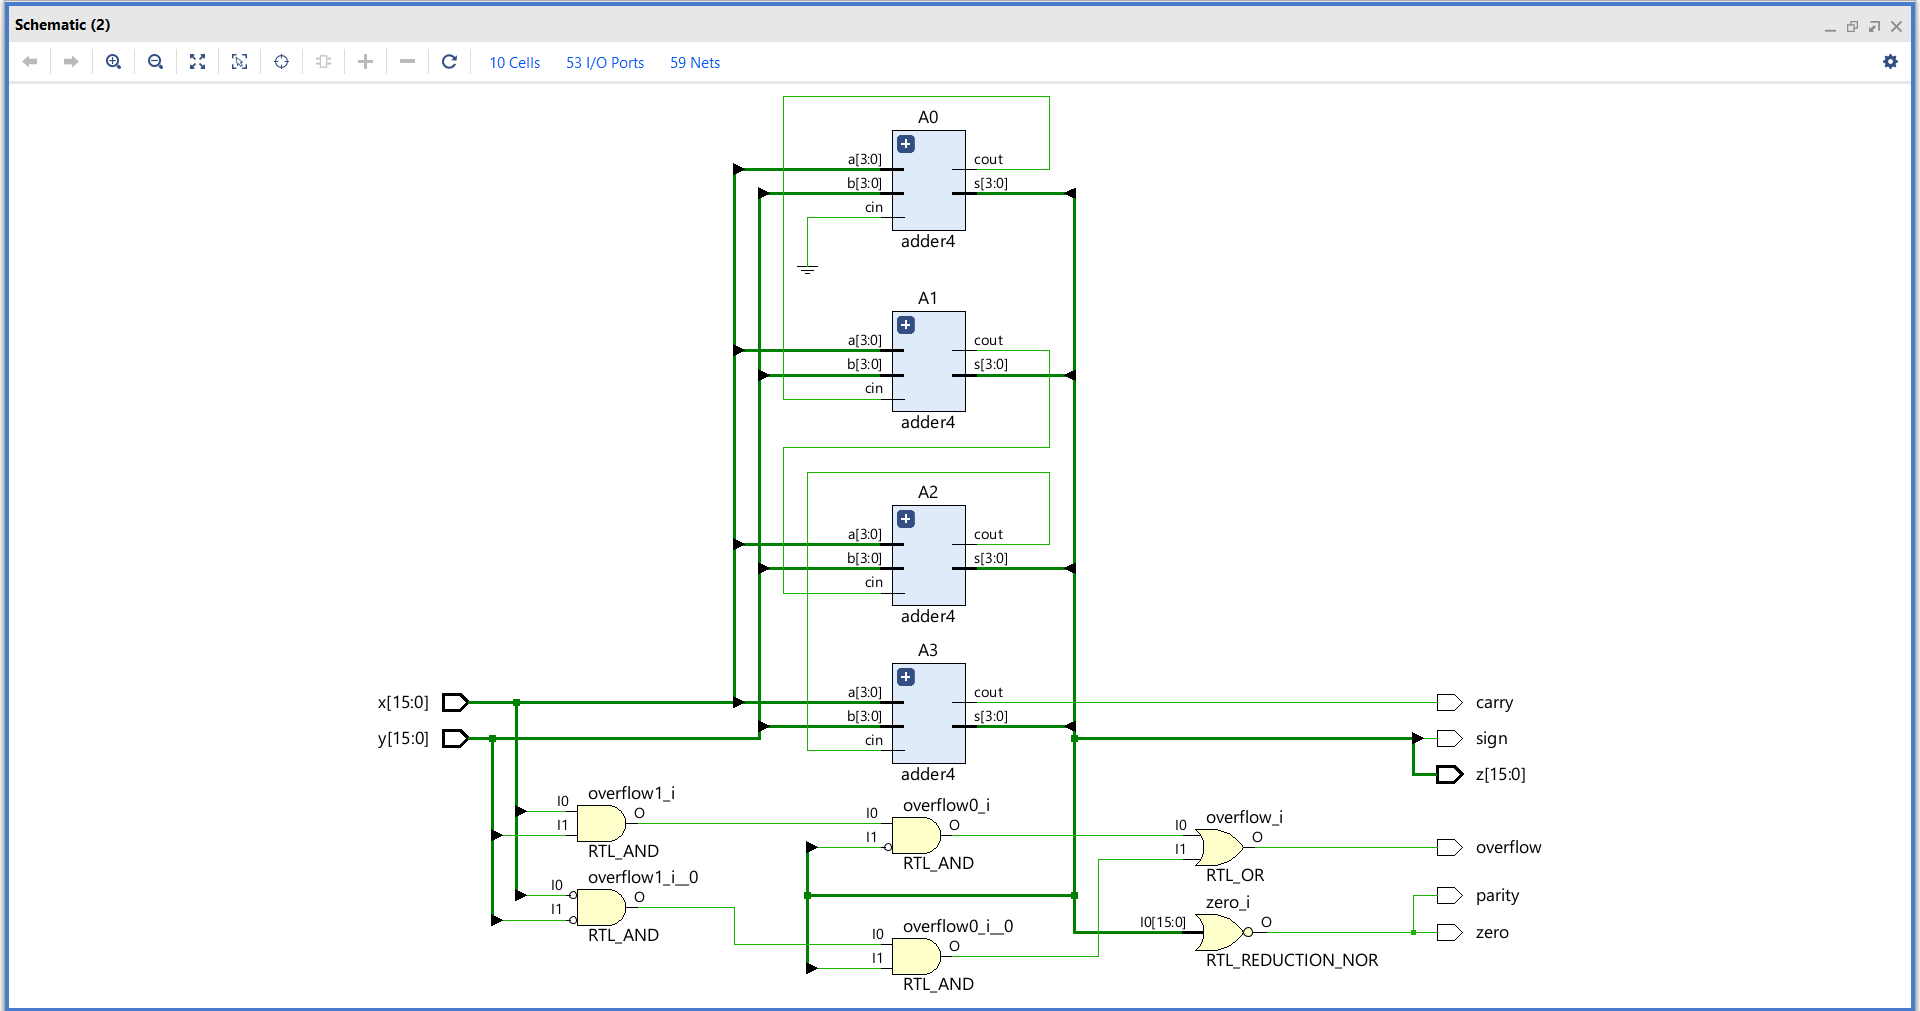 Schematic (2)
10 Cells 53 I/O Ports 59 Nets
A0
a[3:0] cout
b[3:0] s[3:0]
cin
adder4
A1
a[3:0] cout
b[3:0] s[3:0]
cin
adder4
A2
a[3:0] cout
b[3:0] s[3:0]
cin
adder4
A3
x[15:0] a[3:0] cout carry
b[3:0] s[3:0]
y[15:0] cin sign
adder4 z[15:0]
overflow1_i
I0 O
I1
RTL_AND
overflow0_i
I0 O
I1
RTL_AND
overflow_i
I0 O
I1 overflow
RTL_OR
overflow1_i__0
I0 O
I1
RTL_AND
parity
zero_i
I0[15:0] O zero
RTL_REDUCTION_NOR
overflow0_i__0
I0 O
I1
RTL_AND